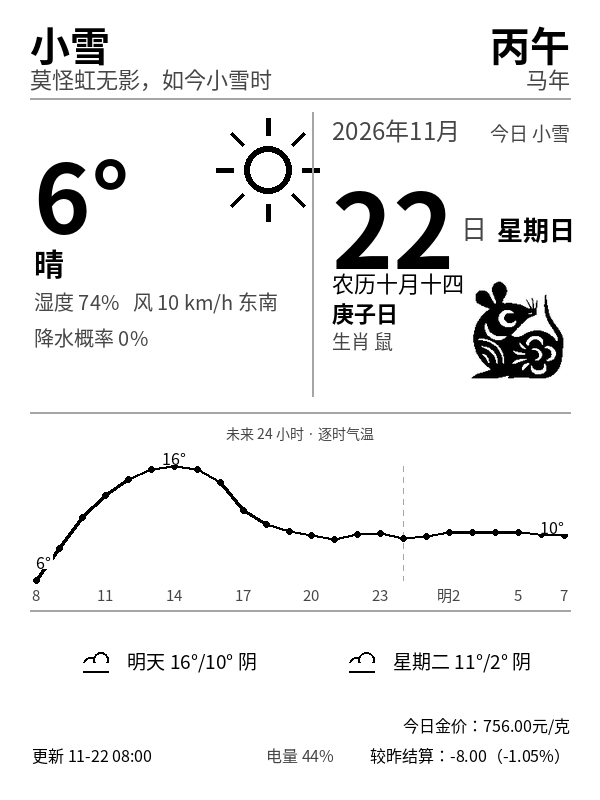 小雪
丙午
莫怪虹无影，如今小雪时
马年
2026年11月 今日 小雪
6°
晴
湿度 74% 风 10 km/h 东南
降水概率 0%
22 日 星期日
农历十月十四
庚子日
生肖 鼠
未来 24 小时 · 逐时气温
16°
6°
10°
8 11 14 17 20 23 明2 5 7
明天 16°/10° 阴
星期二 11°/2° 阴
今日金价：756.00元/克
更新 11-22 08:00 电量 44% 较昨结算：-8.00（-1.05%）